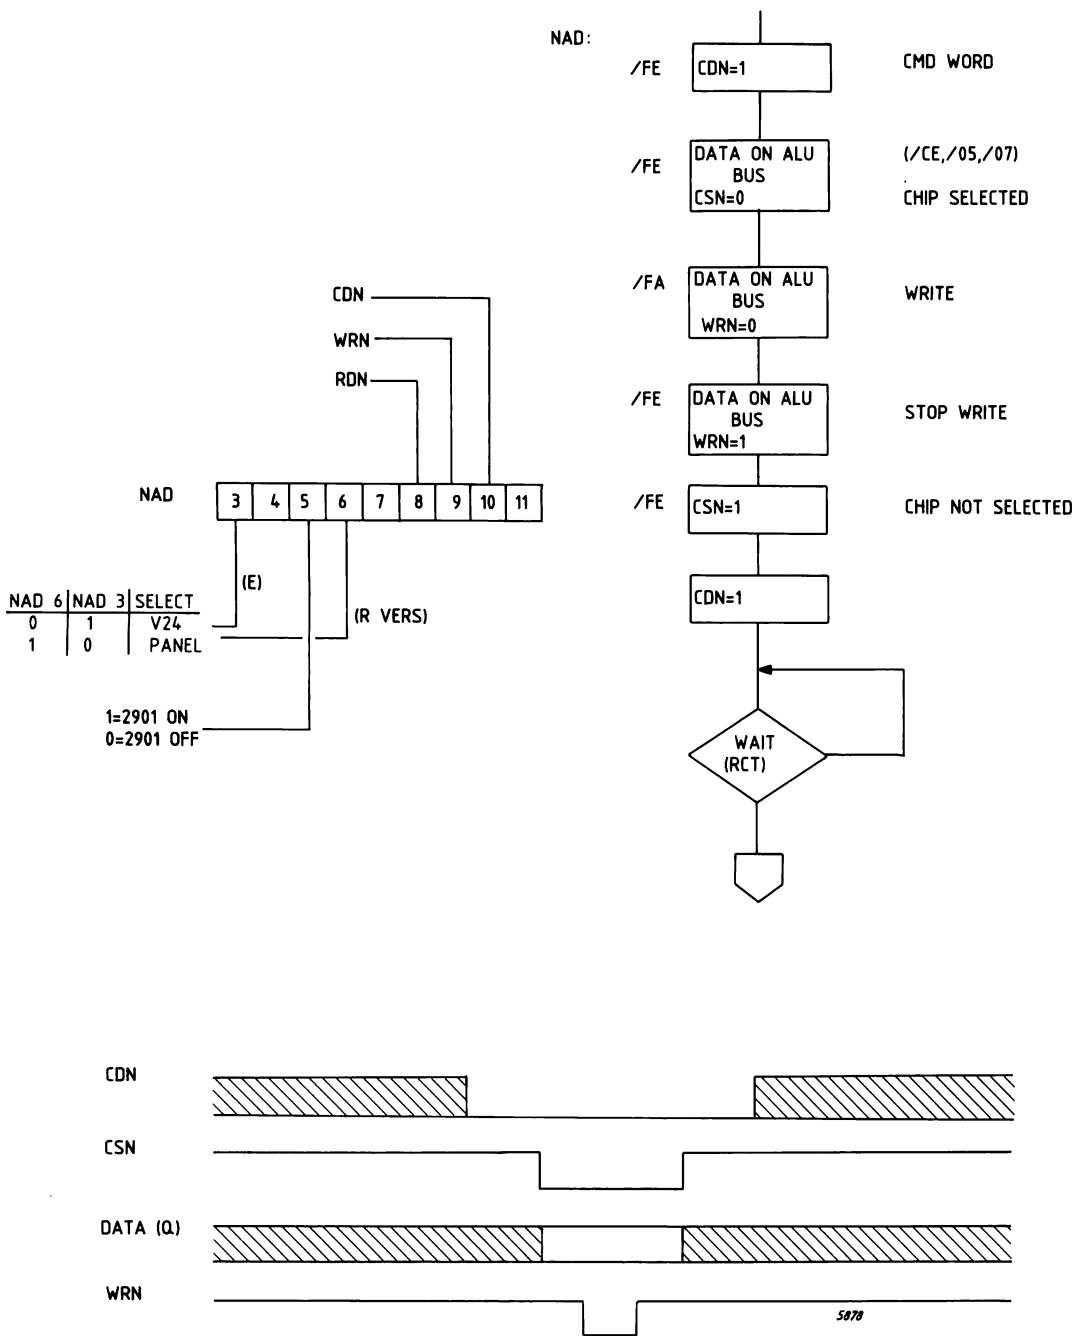 NAD:
/FE CDN=1 CMD WORD
/FE DATA ON ALU (/CE,/05,/07)
BUS
CSN=0 CHIP SELECTED
/FA DATA ON ALU WRITE
BUS
WRN=0
/FE DATA ON ALU STOP WRITE
BUS
WRN=1
/FE CSN=1 CHIP NOT SELECTED
CDN=1
WAIT
(RCT)
CDN
WRN
RDN
NAD 3 4 5 6 7 8 9 10 11
(E)
(R VERS)
NAD 6 NAD 3 SELECT
0 1 V24
1 0 PANEL
1=2901 ON
0=2901 OFF
CDN
CSN
DATA (Q)
WRN
5878